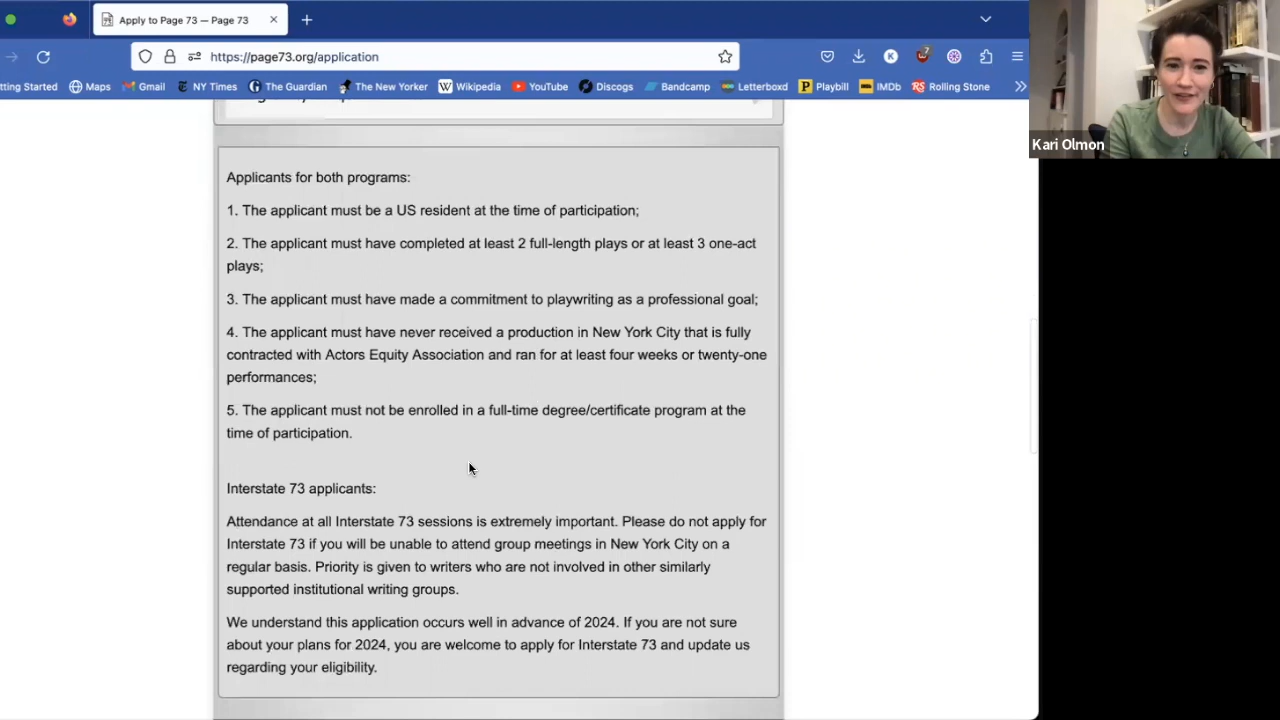 Apply to Page 73 — Page 73
https://page73.org/application
7
tting Started Maps Gmail NY Times The Guardian The New Yorker Wikipedia YouTube Discogs Bandcamp Letterboxd Playbill IMDb Rolling Stone
Kari Olmon
Applicants for both programs:
1. The applicant must be a US resident at the time of participation;
2. The applicant must have completed at least 2 full-length plays or at least 3 one-act
plays;
3. The applicant must have made a commitment to playwriting as a professional goal;
4. The applicant must have never received a production in New York City that is fully
contracted with Actors Equity Association and ran for at least four weeks or twenty-one
performances;
5. The applicant must not be enrolled in a full-time degree/certificate program at the
time of participation.
Interstate 73 applicants:
Attendance at all Interstate 73 sessions is extremely important. Please do not apply for
Interstate 73 if you will be unable to attend group meetings in New York City on a
regular basis. Priority is given to writers who are not involved in other similarly
supported institutional writing groups.
We understand this application occurs well in advance of 2024. If you are not sure
about your plans for 2024, you are welcome to apply for Interstate 73 and update us
regarding your eligibility.